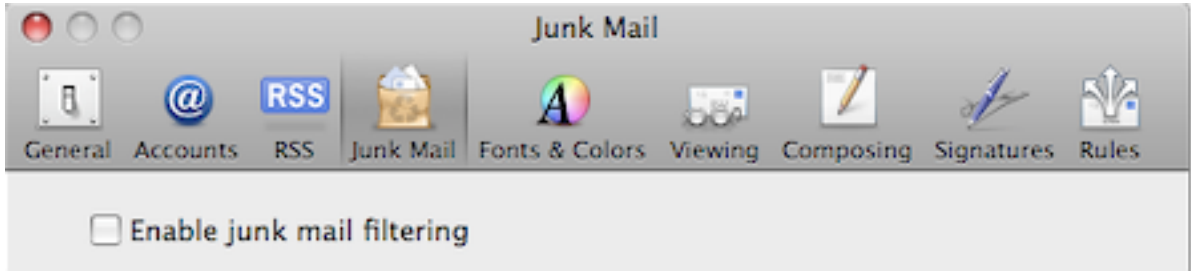 Junk Mail
RSS
General Accounts RSS Junk Mail Fonts & Colors Viewing Composing Signatures Rules
Enable junk mail filtering